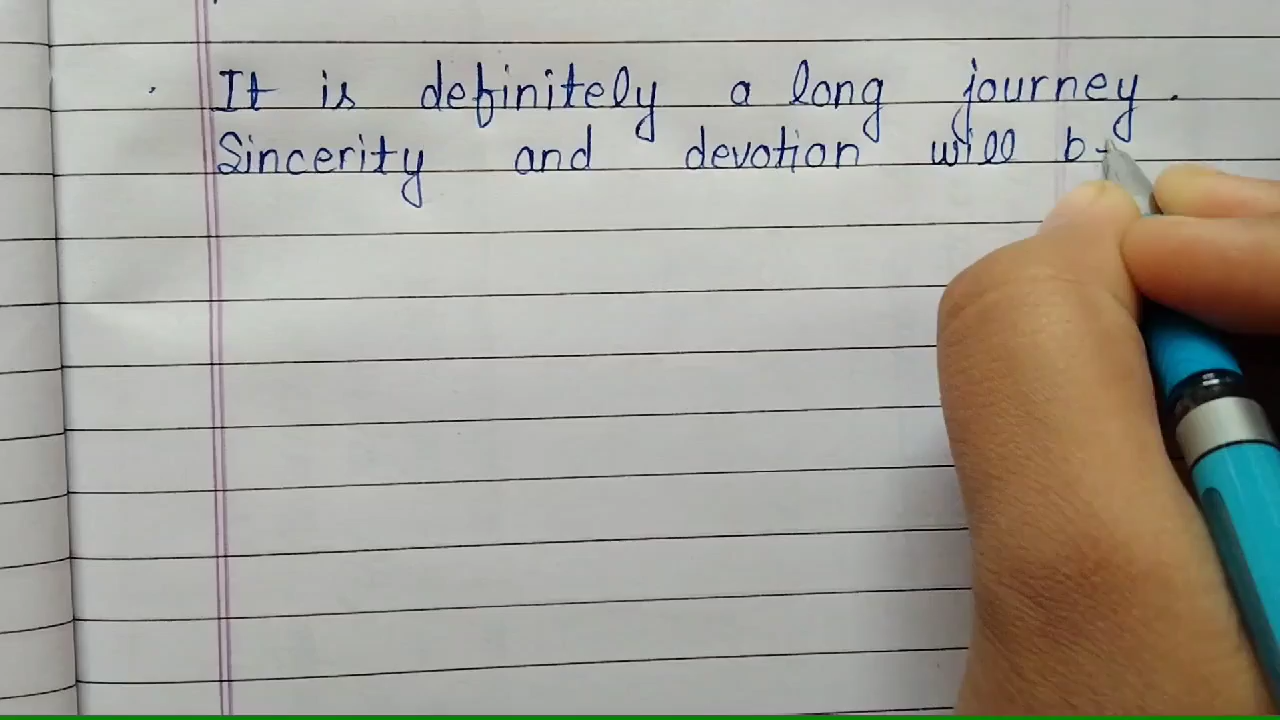 It is definitely a long journey.
Sincerity and devotion will